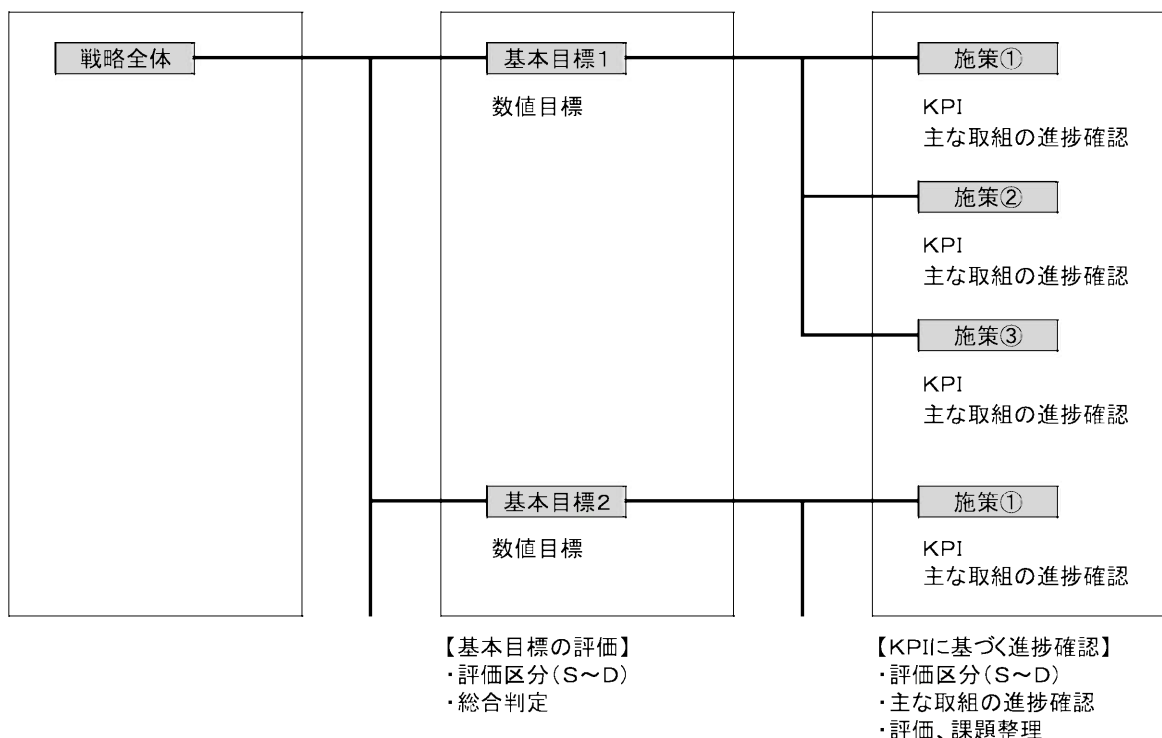 戦略全体
基本目標1
数値目標
施策①
KPI
主な取組の進捗確認
施策②
KPI
主な取組の進捗確認
施策③
KPI
主な取組の進捗確認
基本目標2
数値目標
施策①
KPI
主な取組の進捗確認
【基本目標の評価】
・評価区分(S～D)
・総合判定
【KPIに基づく進捗確認】
・評価区分(S～D)
・主な取組の進捗確認
・評価、課題整理